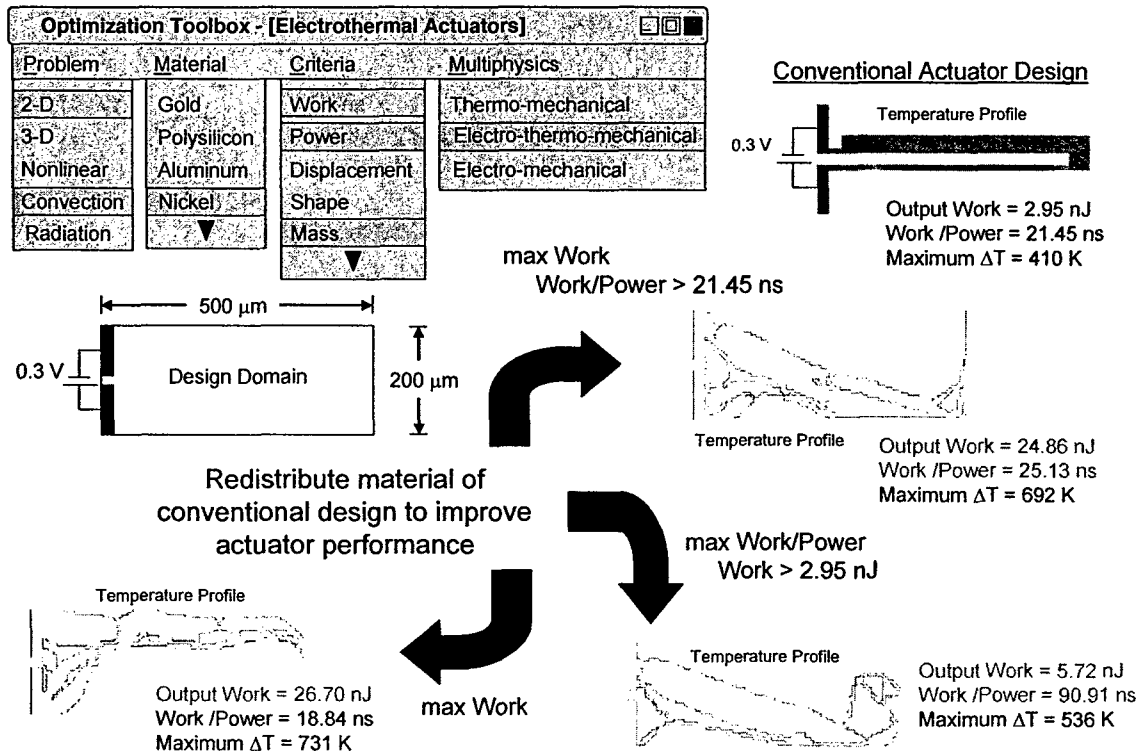 Optimization Toolbox - [Electrothermal Actuators]
Problem Material Criteria Multiphysics
2-D
3-D
Nonlinear
Convection
Radiation
Gold
Polysilicon
Aluminum
Nickel
Work
Power
Displacement
Shape
Mass
Thermo-mechanical
Electro-thermo-mechanical
Electro-mechanical
Conventional Actuator Design
Temperature Profile
0.3 V
Output Work = 2.95 nJ
Work /Power = 21.45 ns
Maximum ΔT = 410 K
max Work
Work/Power > 21.45 ns
500 μm
0.3 V
Design Domain
200 μm
Temperature Profile
Output Work = 24.86 nJ
Work /Power = 25.13 ns
Maximum ΔT = 692 K
Redistribute material of
conventional design to improve
actuator performance
max Work/Power
Work > 2.95 nJ
Temperature Profile
Output Work = 26.70 nJ
Work /Power = 18.84 ns
Maximum ΔT = 731 K
max Work
Temperature Profile
Output Work = 5.72 nJ
Work /Power = 90.91 ns
Maximum ΔT = 536 K